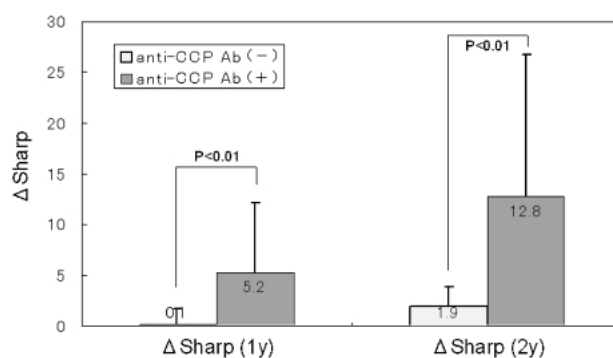 30
25
20
15
10
5
0
Δ Sharp
anti-CCP Ab (－)
anti-CCP Ab (+)
P<0.01
P<0.01
0.1
5.2
1.9
12.8
Δ Sharp (1y)
Δ Sharp (2y)